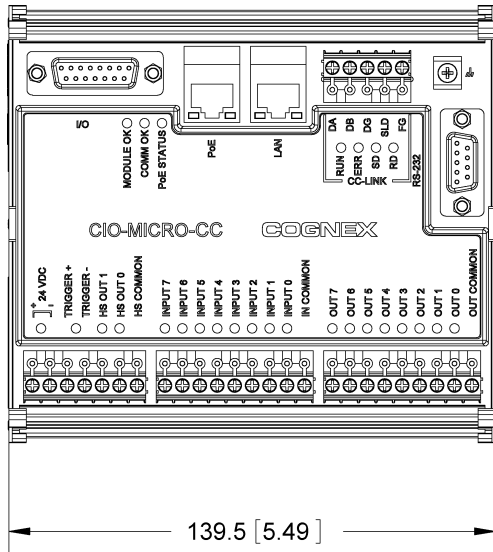 I/O
MODULE OK
COMM OK
PoE STATUS
PoE
LAN
DA
DB
DG
SLD
FG
RUN
CERR
SD
RD
CC-LINK
RS-232
CIO-MICRO-CC
COGNEX
+ 24 VDC -
TRIGGER +
TRIGGER -
HS OUT 1
HS OUT 0
HS COMMON
INPUT 7
INPUT 6
INPUT 5
INPUT 4
INPUT 3
INPUT 2
INPUT 1
INPUT 0
IN COMMON
OUT 7
OUT 6
OUT 5
OUT 4
OUT 3
OUT 2
OUT 1
OUT 0
OUT COMMON
139.5 [5.49]